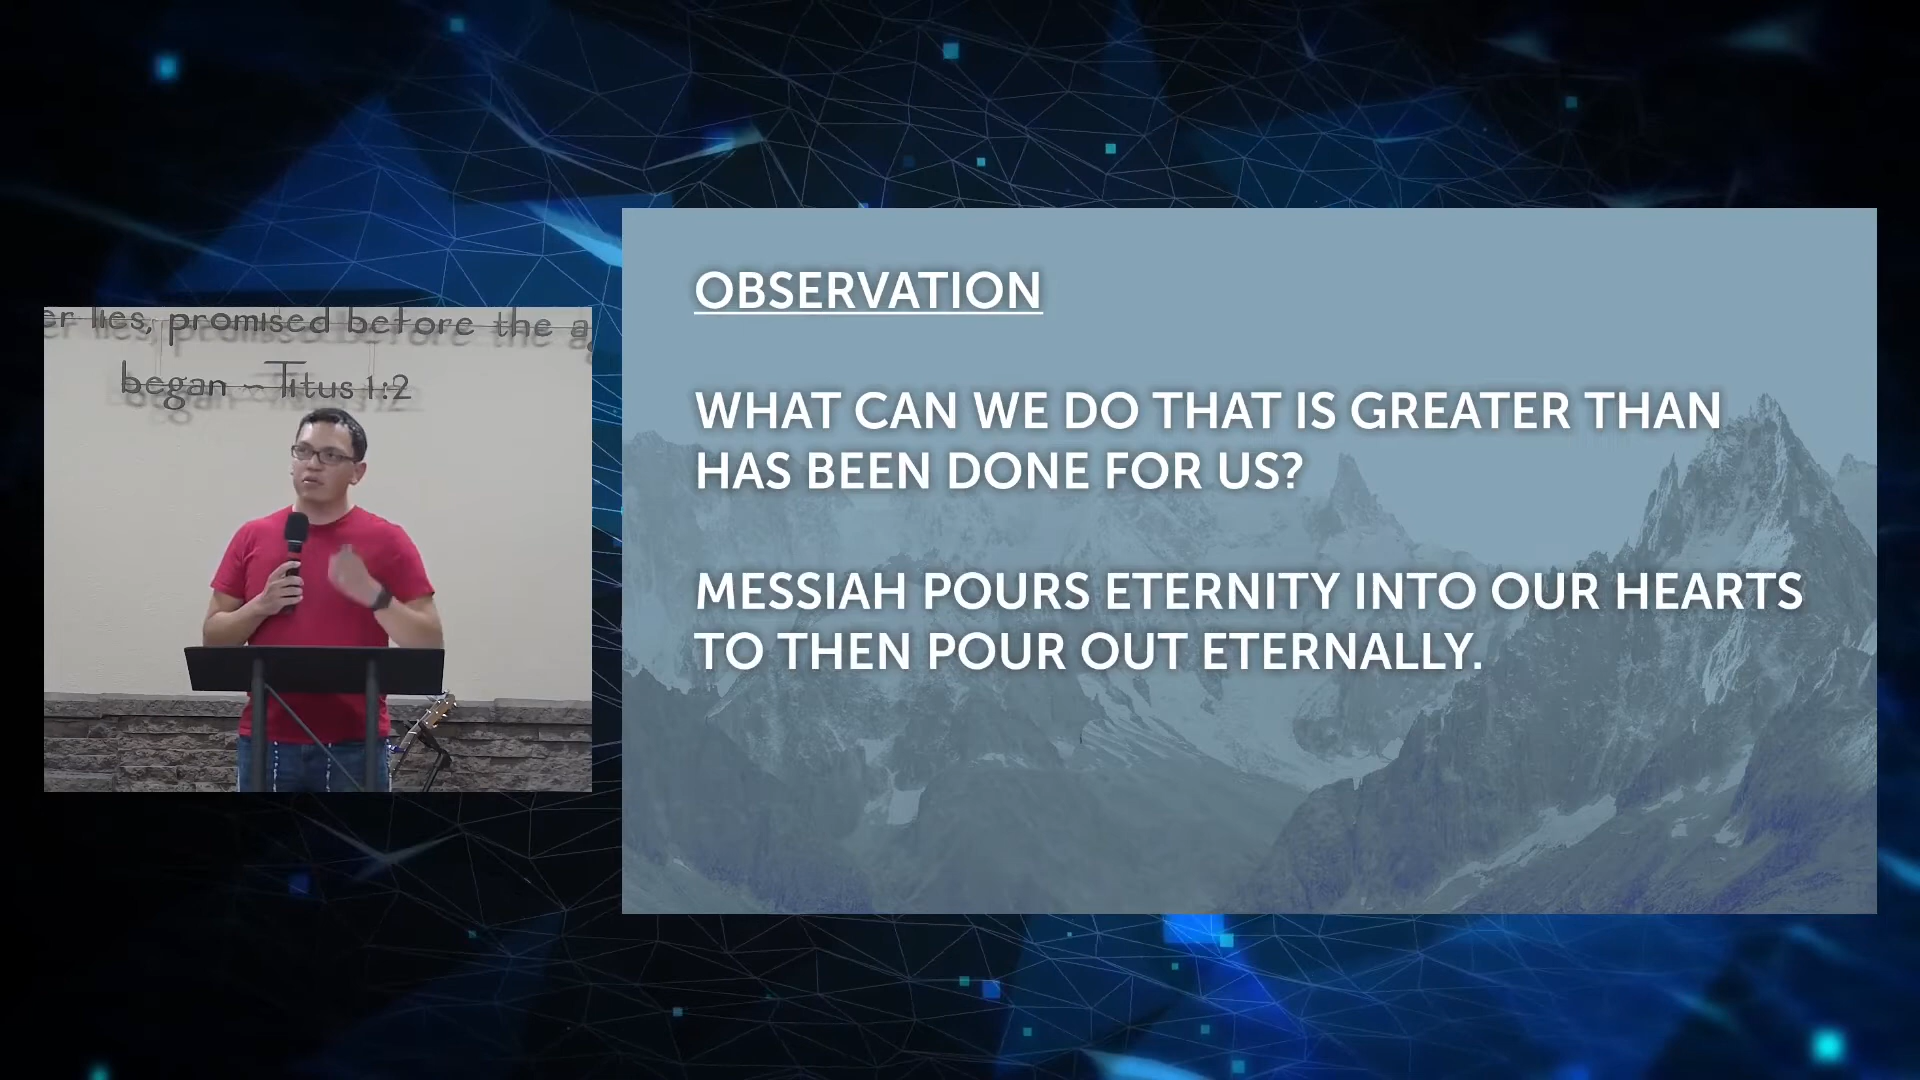 er lies, promised before the
began ~ Titus 1:2
OBSERVATION
WHAT CAN WE DO THAT IS GREATER THAN
HAS BEEN DONE FOR US?
MESSIAH POURS ETERNITY INTO OUR HEARTS
TO THEN POUR OUT ETERNALLY.